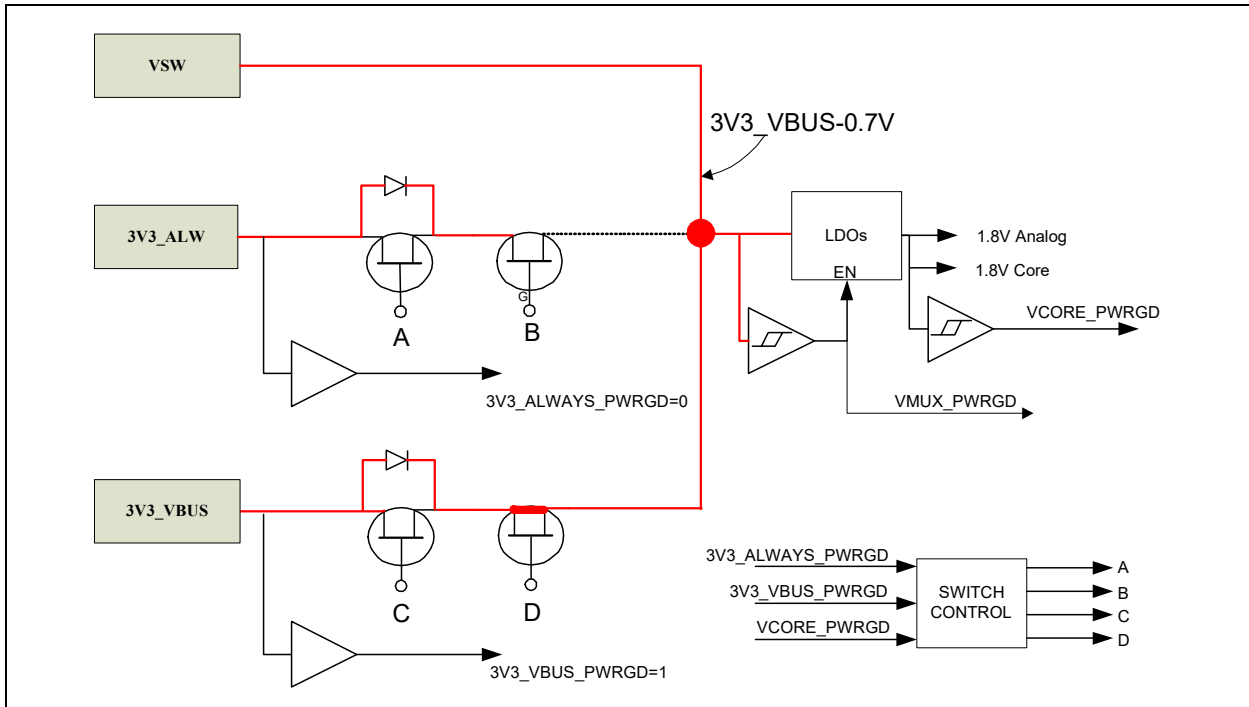 VSW
3V3_VBUS-0.7V
3V3_ALW
LDOs
EN
1.8V Analog
1.8V Core
G
A
B
VCORE_PWRGD
3V3_ALWAYS_PWRGD=0
VMUX_PWRGD
3V3_VBUS
C
D
3V3_VBUS_PWRGD=1
3V3_ALWAYS_PWRGD
3V3_VBUS_PWRGD
VCORE_PWRGD
SWITCH
CONTROL
A
B
C
D